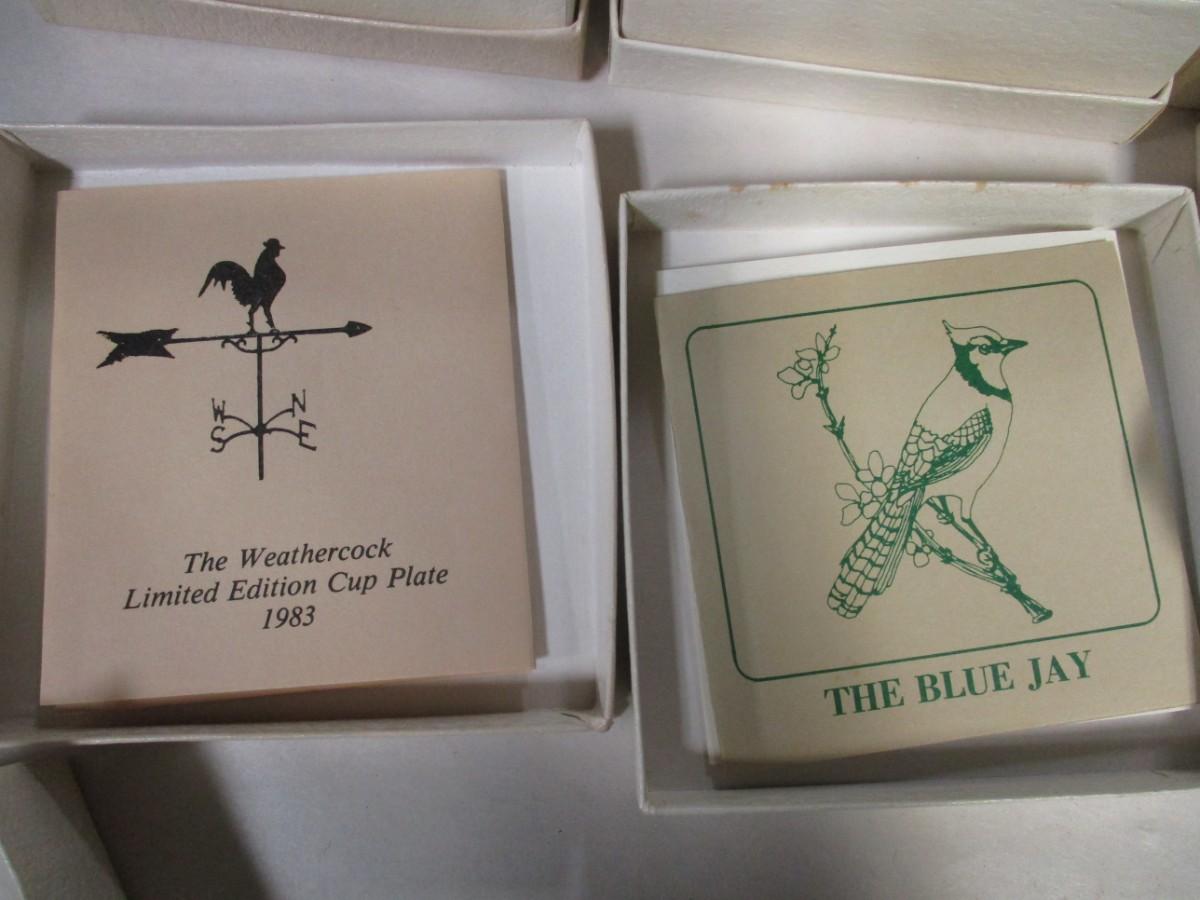 W N
S E
The Weathercock
Limited Edition Cup Plate
1983
THE BLUE JAY